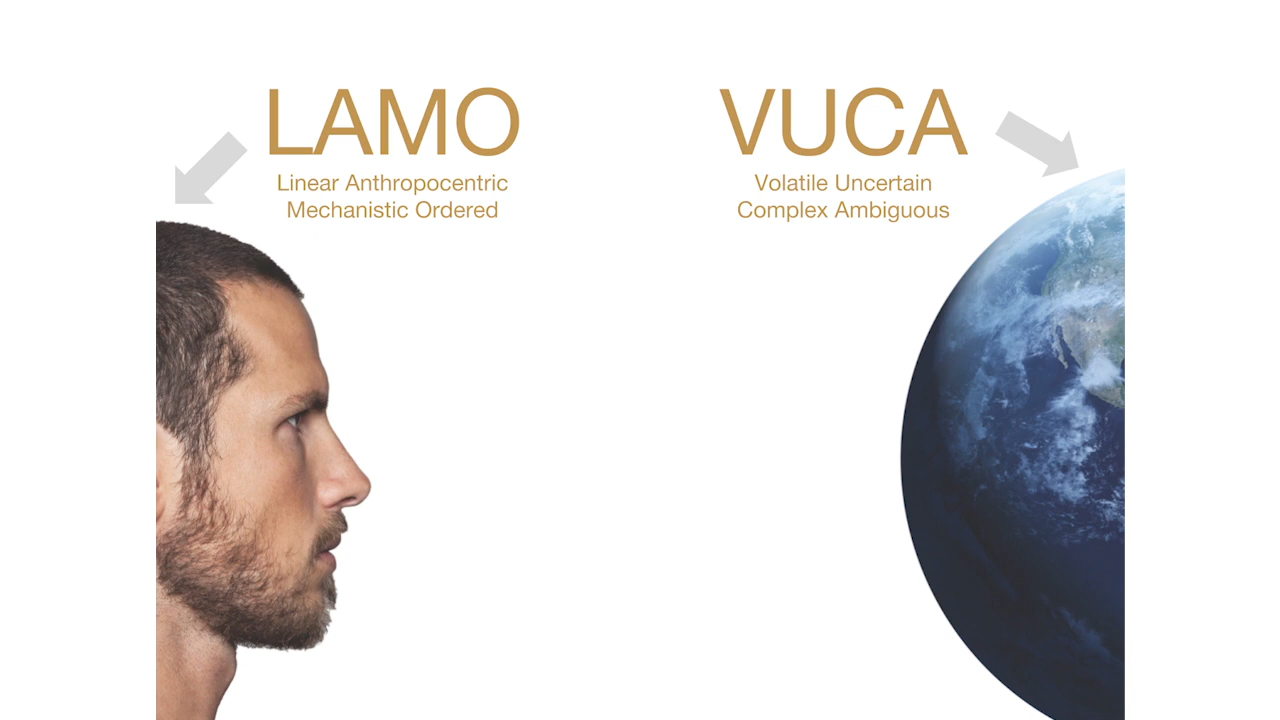 LAMO
Linear Anthropocentric
Mechanistic Ordered
VUCA
Volatile Uncertain
Complex Ambiguous